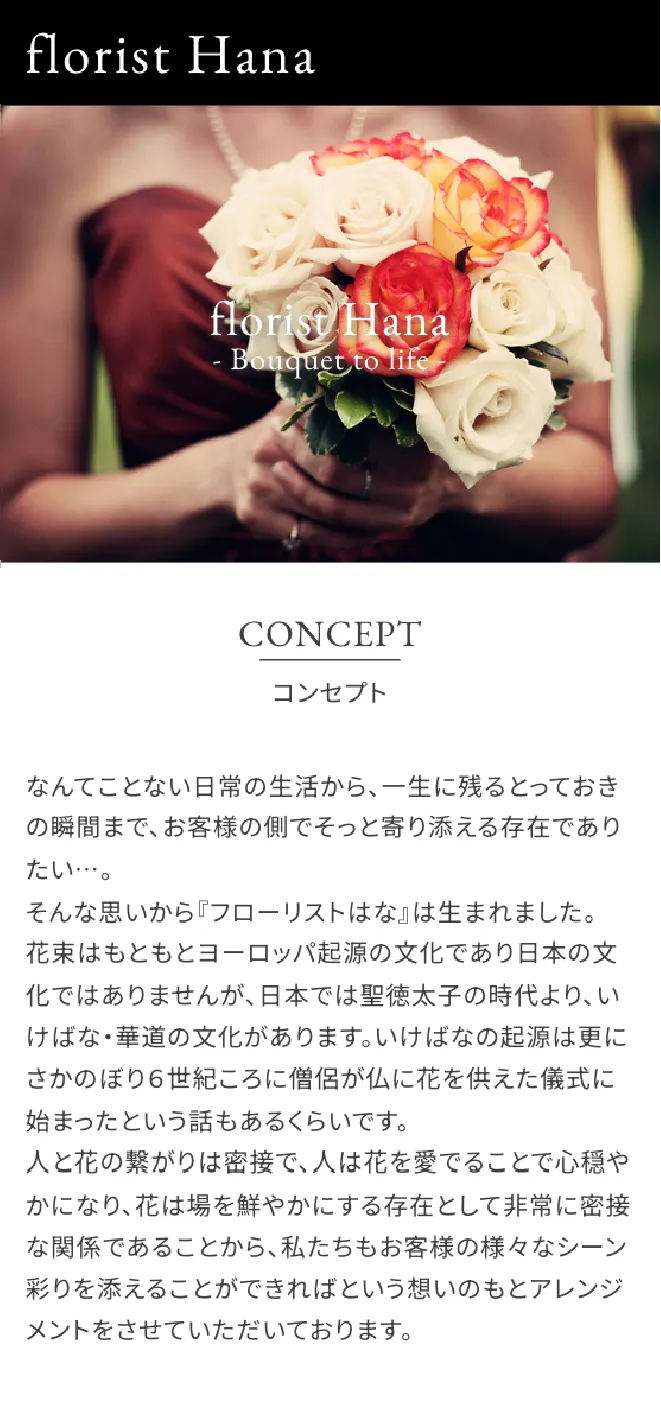 florist Hana
florist Hana
- Bouquet to life -
CONCEPT
コンセプト
なんてことない日常の生活から、一生に残るとっておき
の瞬間まで、お客様の側でそっと寄り添える存在であり
たい…。
そんな思いから『フローリストはな』は生まれました。
花束はもともとヨーロッパ起源の文化であり日本の文
化ではありませんが、日本では聖徳太子の時代より、い
けばな・華道の文化があります。いけばなの起源は更に
さかのぼり６世紀ころに僧侶が仏に花を供えた儀式に
始まったという話もあるくらいです。
人と花の繋がりは密接で、人は花を愛でることで心穏や
かになり、花は場を鮮やかにする存在として非常に密接
な関係であることから、私たちもお客様の様々なシーン
彩りを添えることができればという想いのもとアレンジ
メントをさせていただいております。